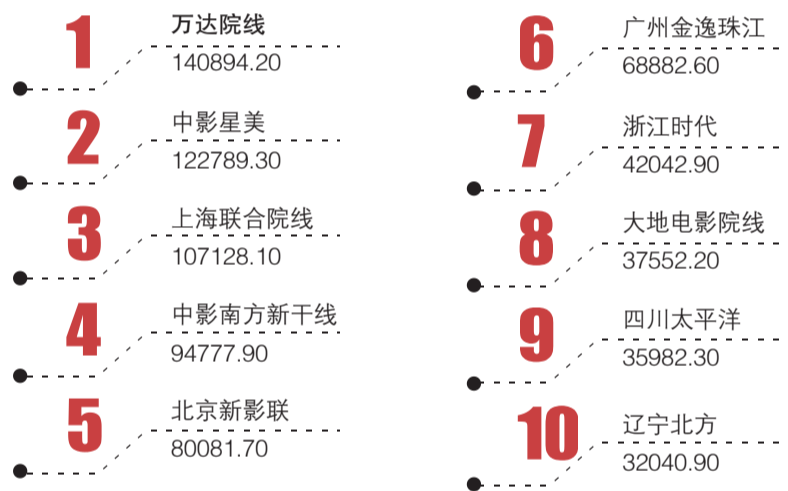 1
万达院线
140894.20
2
中影星美
122789.30
3
上海联合院线
107128.10
4
中影南方新干线
94777.90
5
北京新影联
80081.70
6
广州金逸珠江
68882.60
7
浙江时代
42042.90
8
大地电影院线
37552.20
9
四川太平洋
35982.30
10
辽宁北方
32040.90